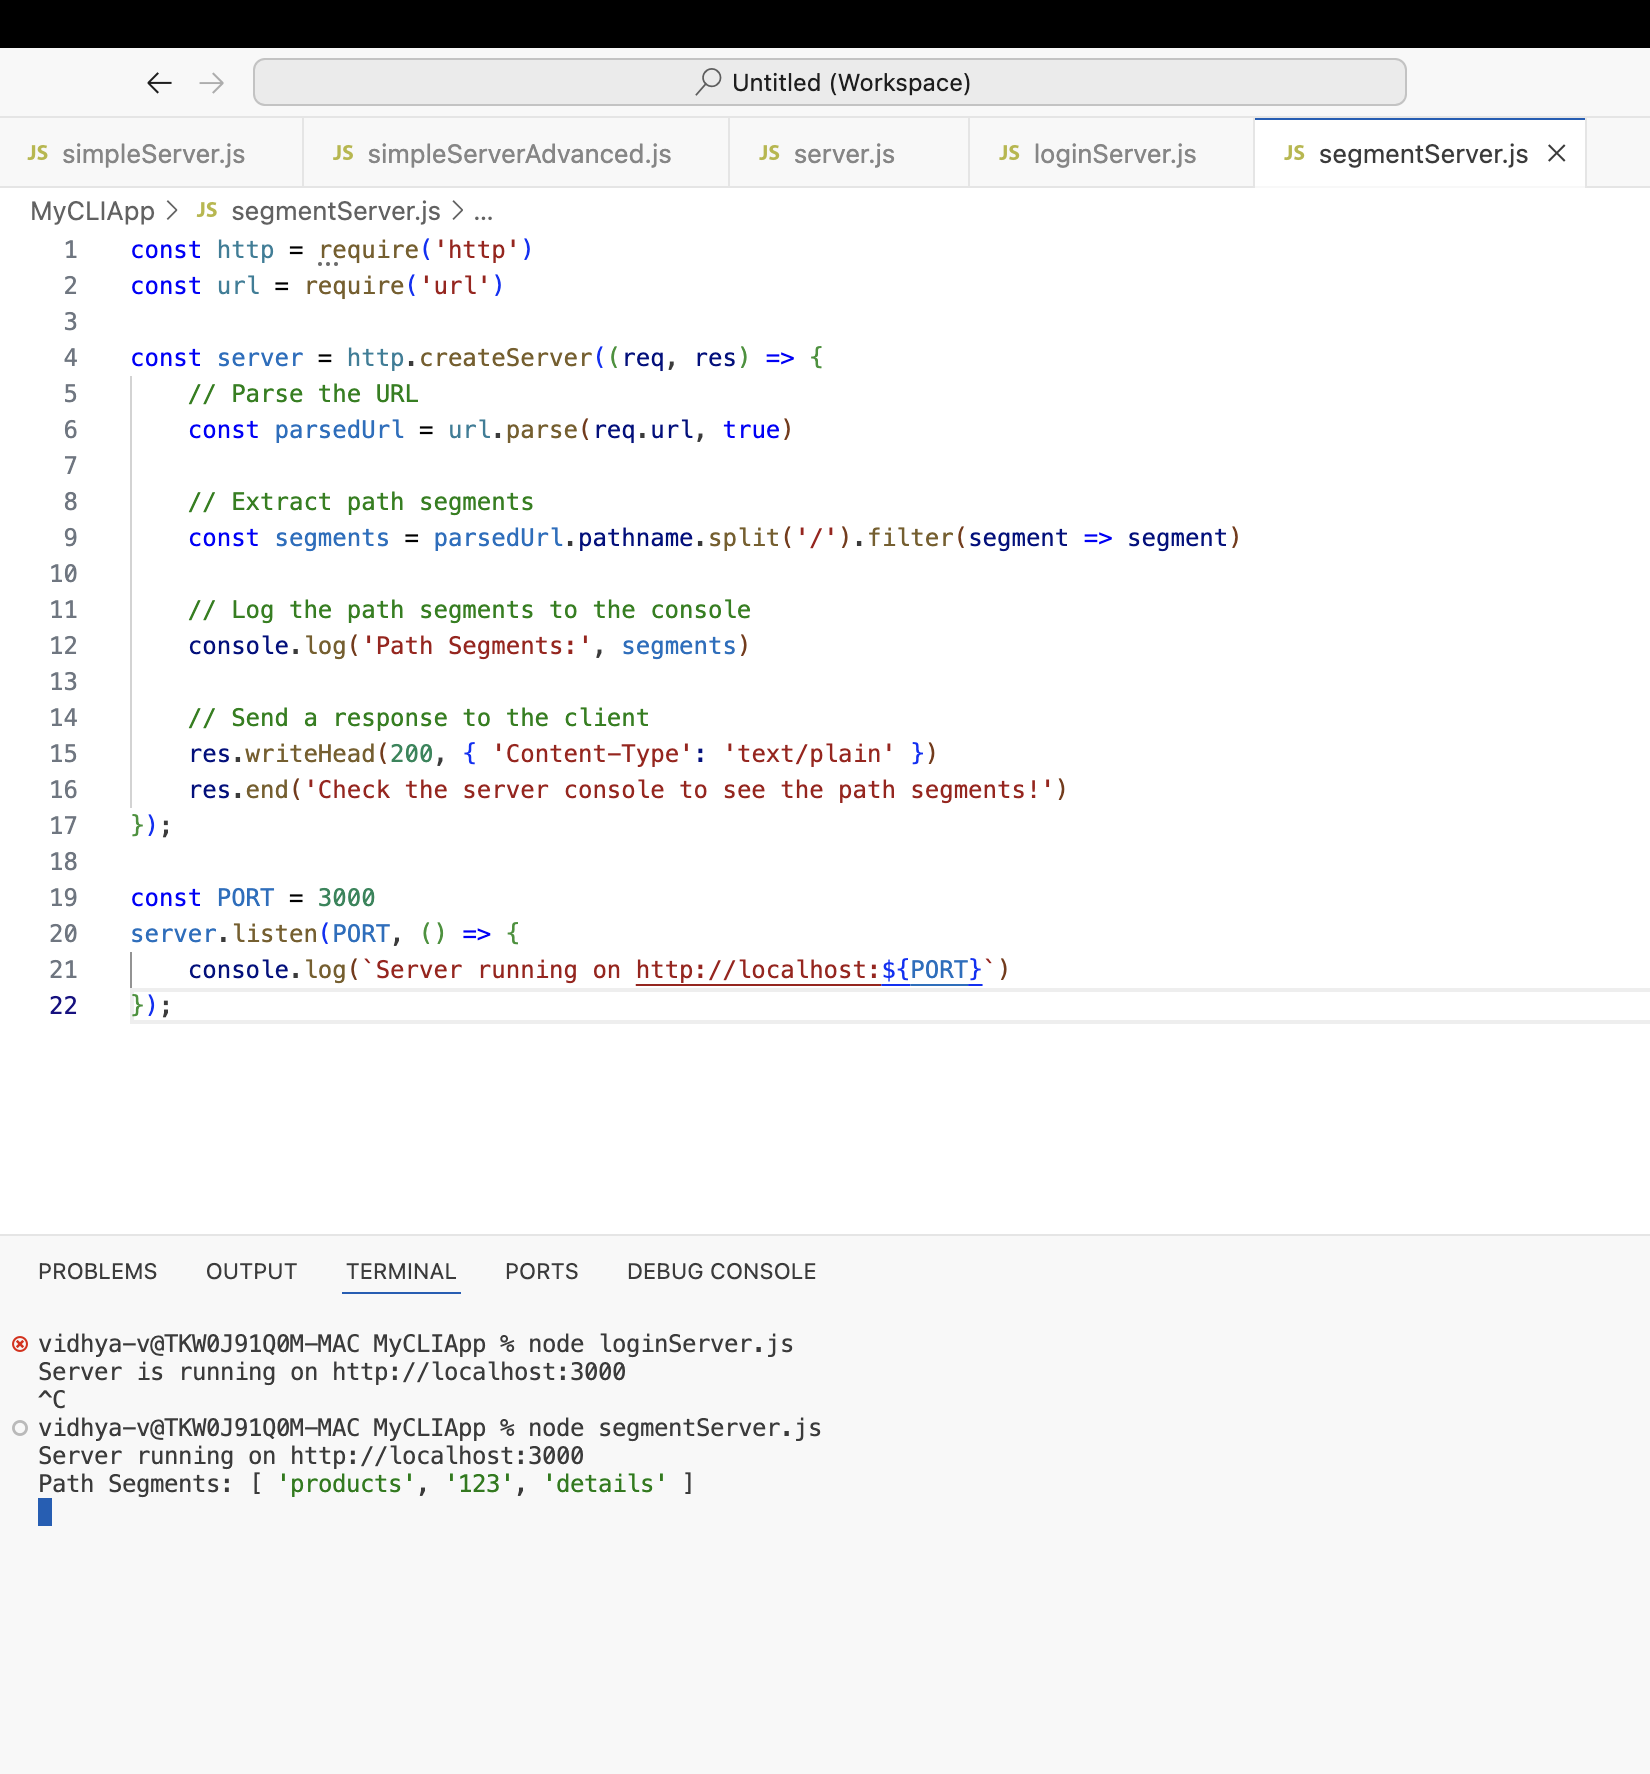 Untitled (Workspace)
JS simpleServer.js JS simpleServerAdvanced.js JS server.js JS loginServer.js JS segmentServer.js
MyCLIApp > JS segmentServer.js > ...
1 const http = require('http')
2 const url = require('url')
3
4 const server = http.createServer((req, res) => {
5     // Parse the URL
6     const parsedUrl = url.parse(req.url, true)
7
8     // Extract path segments
9     const segments = parsedUrl.pathname.split('/').filter(segment => segment)
10
11     // Log the path segments to the console
12     console.log('Path Segments:', segments)
13
14     // Send a response to the client
15     res.writeHead(200, { 'Content-Type': 'text/plain' })
16     res.end('Check the server console to see the path segments!')
17 });
18
19 const PORT = 3000
20 server.listen(PORT, () => {
21     console.log(`Server running on http://localhost:${PORT}`)
22 });
PROBLEMS OUTPUT TERMINAL PORTS DEBUG CONSOLE
vidhya-v@TKW0J91Q0M-MAC MyCLIApp % node loginServer.js
Server is running on http://localhost:3000
^C
vidhya-v@TKW0J91Q0M-MAC MyCLIApp % node segmentServer.js
Server running on http://localhost:3000
Path Segments: [ 'products', '123', 'details' ]